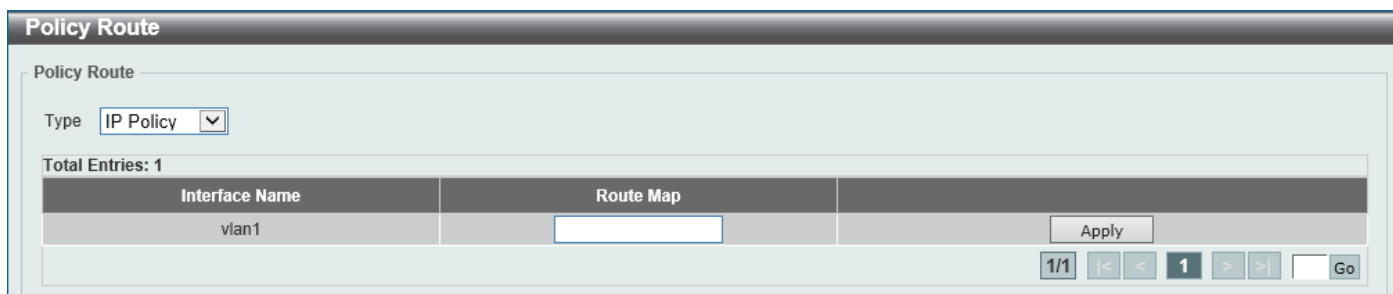 Policy Route
Policy Route
Type IP Policy
Total Entries: 1
Interface Name Route Map
vlan1 Apply
1/1 |< < 1 > >| Go